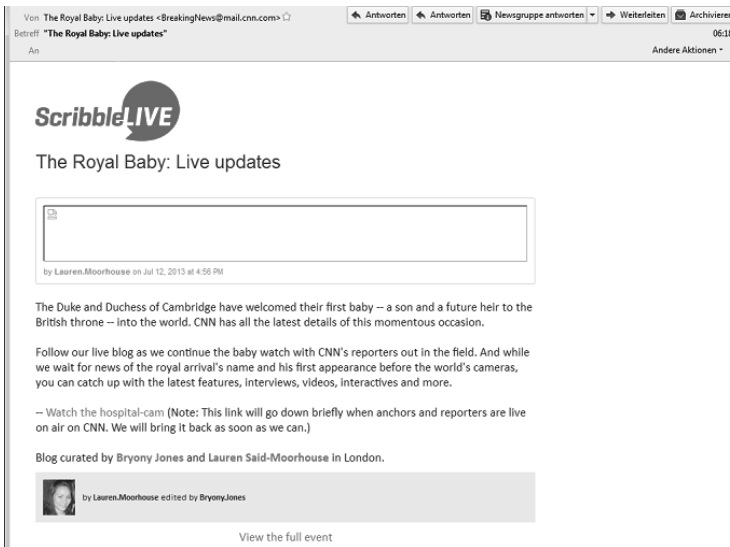 Von The Royal Baby: Live updates <BreakingNews@mail.cnn.com>
Antworten Antworten Newsgruppe antworten Weiterleiten Archivieren
Betreff "The Royal Baby: Live updates" 06:18
An Andere Aktionen
ScribbleLIVE
The Royal Baby: Live updates
by Lauren.Moorhouse on Jul 12, 2013 at 4:56 PM
The Duke and Duchess of Cambridge have welcomed their first baby -- a son and a future heir to the
British throne -- into the world. CNN has all the latest details of this momentous occasion.
Follow our live blog as we continue the baby watch with CNN's reporters out in the field. And while
we wait for news of the royal arrival's name and his first appearance before the world's cameras,
you can catch up with the latest features, interviews, videos, interactives and more.
-- Watch the hospital-cam (Note: This link will go down briefly when anchors and reporters are live
on air on CNN. We will bring it back as soon as we can.)
Blog curated by Bryony Jones and Lauren Said-Moorhouse in London.
by Lauren.Moorhouse edited by Bryony.Jones
View the full event